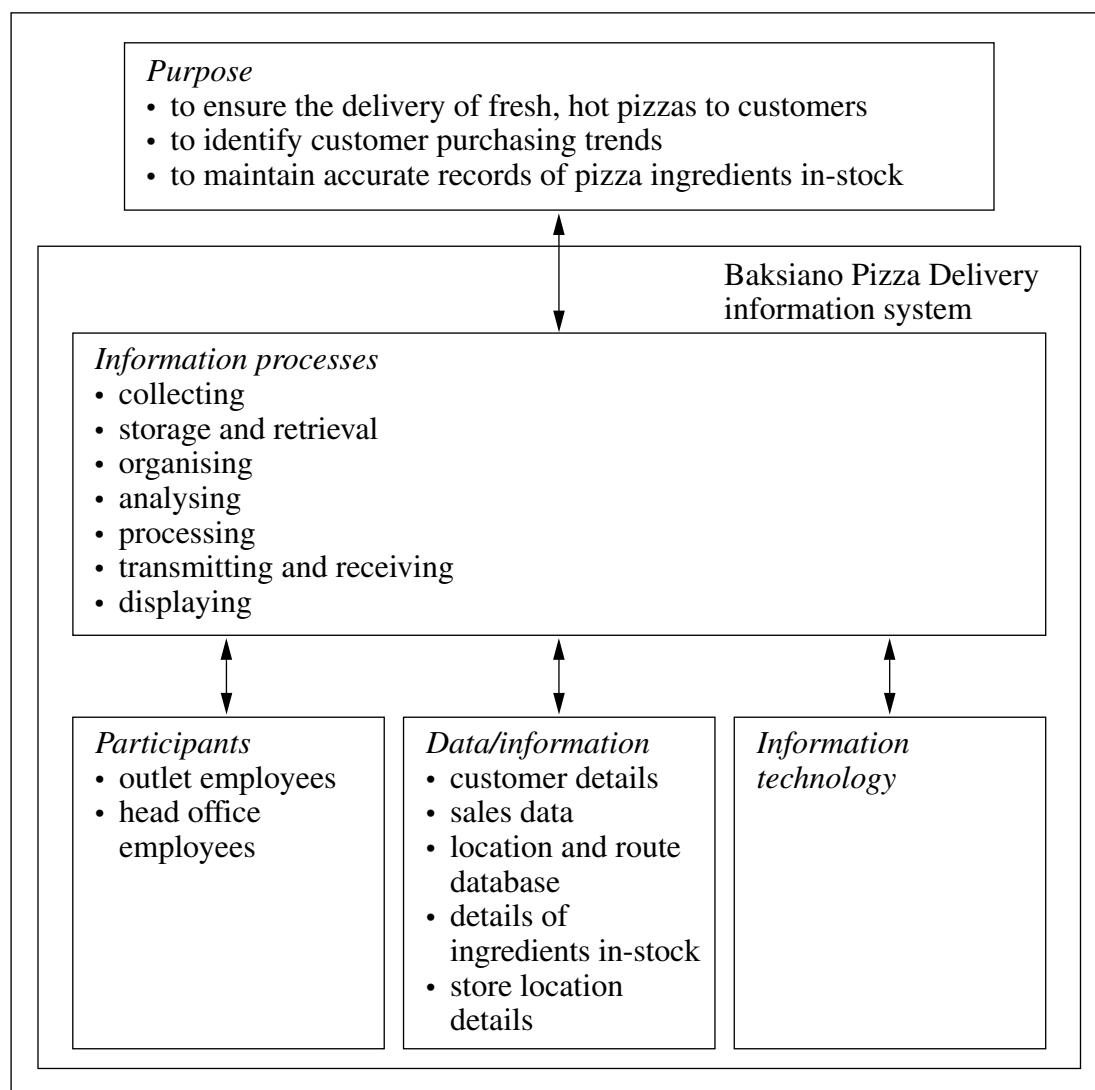 Purpose
• to ensure the delivery of fresh, hot pizzas to customers
• to identify customer purchasing trends
• to maintain accurate records of pizza ingredients in-stock
Baksiano Pizza Delivery
information system
Information processes
• collecting
• storage and retrieval
• organising
• analysing
• processing
• transmitting and receiving
• displaying
Participants
• outlet employees
• head office
employees
Data/information
• customer details
• sales data
• location and route
database
• details of
ingredients in-stock
• store location
details
Information
technology